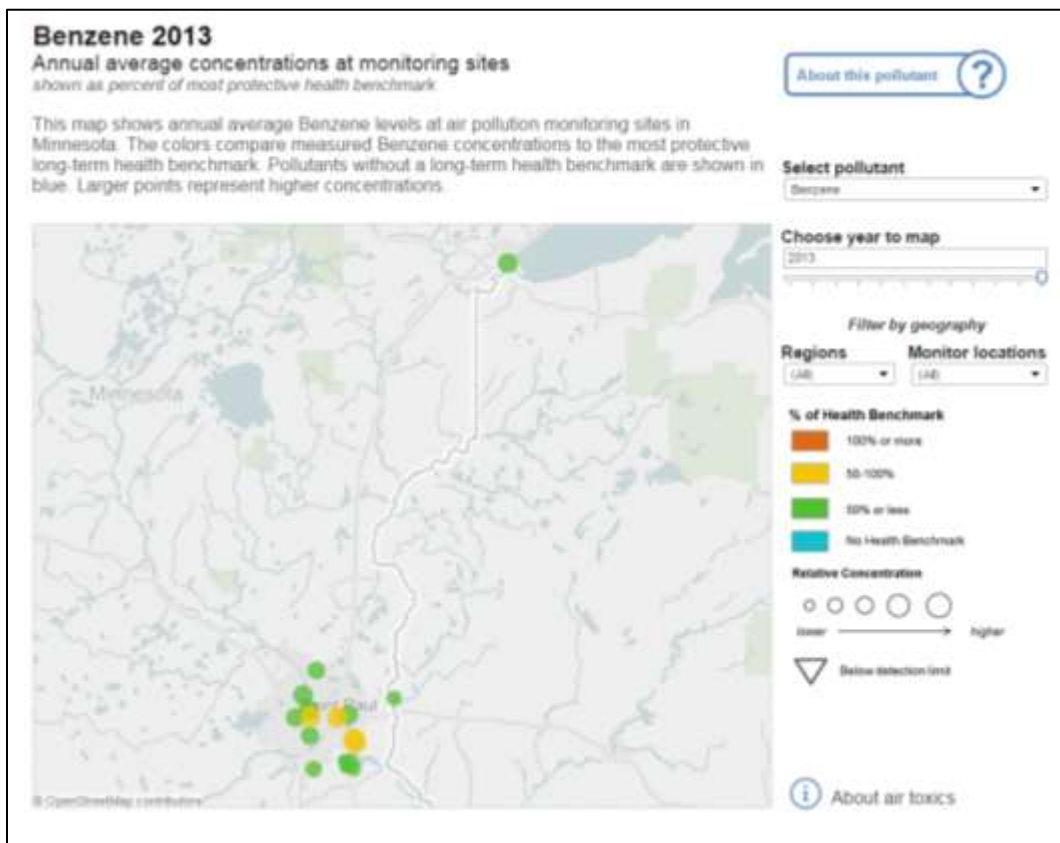 Benzene 2013
Annual average concentrations at monitoring sites
shown as percent of most protective health benchmark
This map shows annual average Benzene levels at air pollution monitoring sites in
Minnesota. The colors compare measured Benzene concentrations to the most protective
long-term health benchmark. Pollutants without a long-term health benchmark are shown in
blue. Larger points represent higher concentrations.
About this pollutant ?
Select pollutant
Benzene
Choose year to map
2013
Filter by geography
Regions Monitor locations
(All) (All)
% of Health Benchmark
100% or more
50-100%
50% or less
No Health Benchmark
Relative Concentration
lower higher
Below detection limit
Minnesota
Paul
© OpenStreetMap contributors
i About air toxics